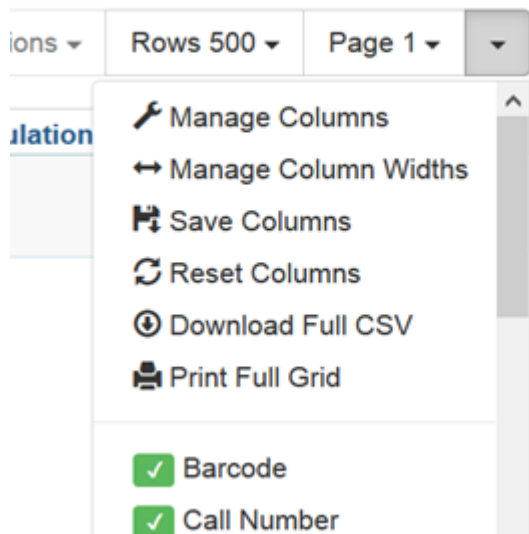 ions Rows 500 Page 1
ulation
Manage Columns
Manage Column Widths
Save Columns
Reset Columns
Download Full CSV
Print Full Grid
Barcode
Call Number